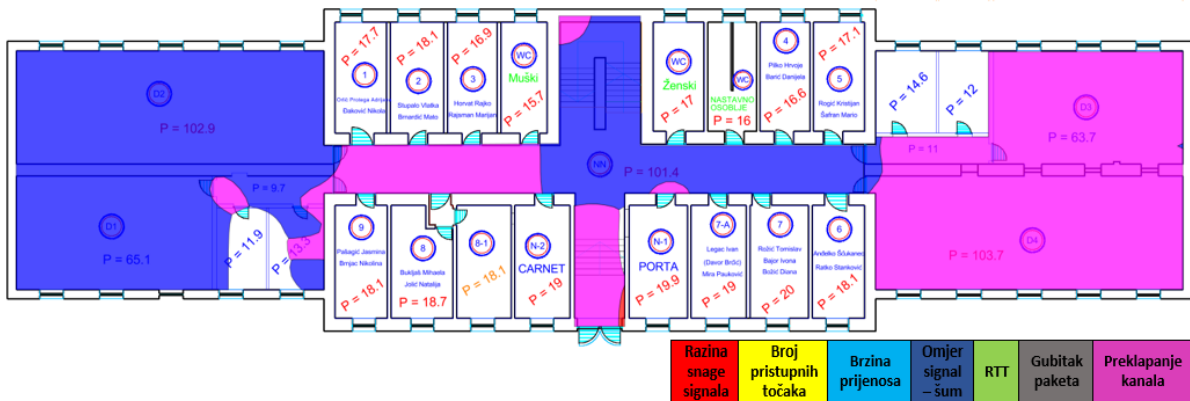 D2
P = 102.9
P = 17.7
1
Orlić Protega Adrijana
Đaković Nikola
P = 18.1
2
Stupalo Vlatka
Brnardić Mato
P = 16.9
3
Horvat Rajko
Rajsman Marijan
WC
Muški
P = 15.7
WC
Ženski
P = 17
WC
NASTAVNO
OSOBLJE
P = 16
4
Pilko Hrvoje
Barić Danijela
P = 16.6
P = 17.1
5
Rogić Kristijan
Šafran Mario
P = 14.6
P = 12
D3
P = 63.7
P = 11
NN
P = 101.4
P = 9.7
D1
P = 65.1
P = 11.9
P = 13.3
9
Pašagić Jasmina
Brnjac Nikolina
P = 18.1
8
Bukljaš Mihaela
Jolić Natalija
P = 18.7
8-1
P = 18.1
N-2
CARNET
P = 19
N-1
PORTA
P = 19.9
7-A
Legac Ivan
(Davor Brčić)
Mira Pauković
P = 19
7
Rožić Tomislav
Bajor Ivona
Božić Diana
P = 20
6
Anđelko Ščukanec
Ratko Stanković
P = 18.1
D4
P = 103.7
Razina
snage
signala
Broj
pristupnih
točaka
Brzina
prijenosa
Omjer
signal
– šum
RTT
Gubitak
paketa
Preklapanje
kanala